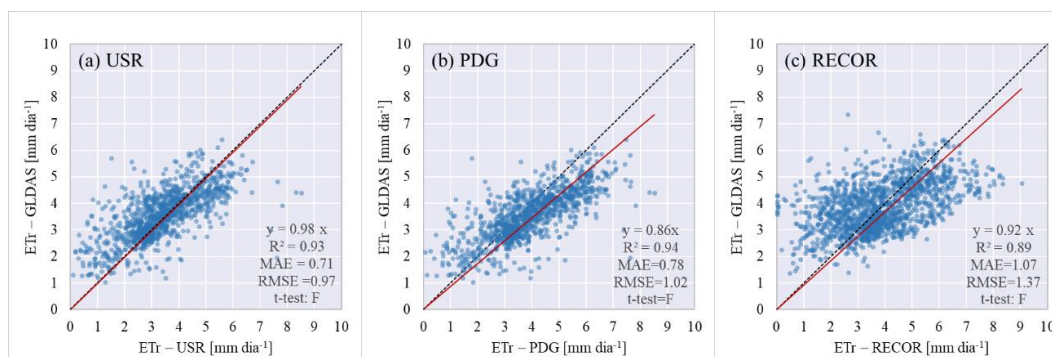 (a) USR
10
9
8
7
6
5
4
3
2
1
0
ETr – GLDAS [mm dia⁻¹]
y = 0.98 x
R² = 0.93
MAE = 0.71
RMSE =0.97
t-test: F
0 1 2 3 4 5 6 7 8 9 10
ETr – USR [mm dia⁻¹]
(b) PDG
10
9
8
7
6
5
4
3
2
1
0
ETr – GLDAS [mm dia⁻¹]
y = 0.86x
R² = 0.94
MAE=0.78
RMSE=1.02
t-test=F
0 1 2 3 4 5 6 7 8 9 10
ETr – PDG [mm dia⁻¹]
(c) RECOR
10
9
8
7
6
5
4
3
2
1
0
ETr – GLDAS [mm dia⁻¹]
y = 0.92 x
R² = 0.89
MAE=1.07
RMSE=1.37
t-test: F
0 1 2 3 4 5 6 7 8 9 10
ETr – RECOR [mm dia⁻¹]